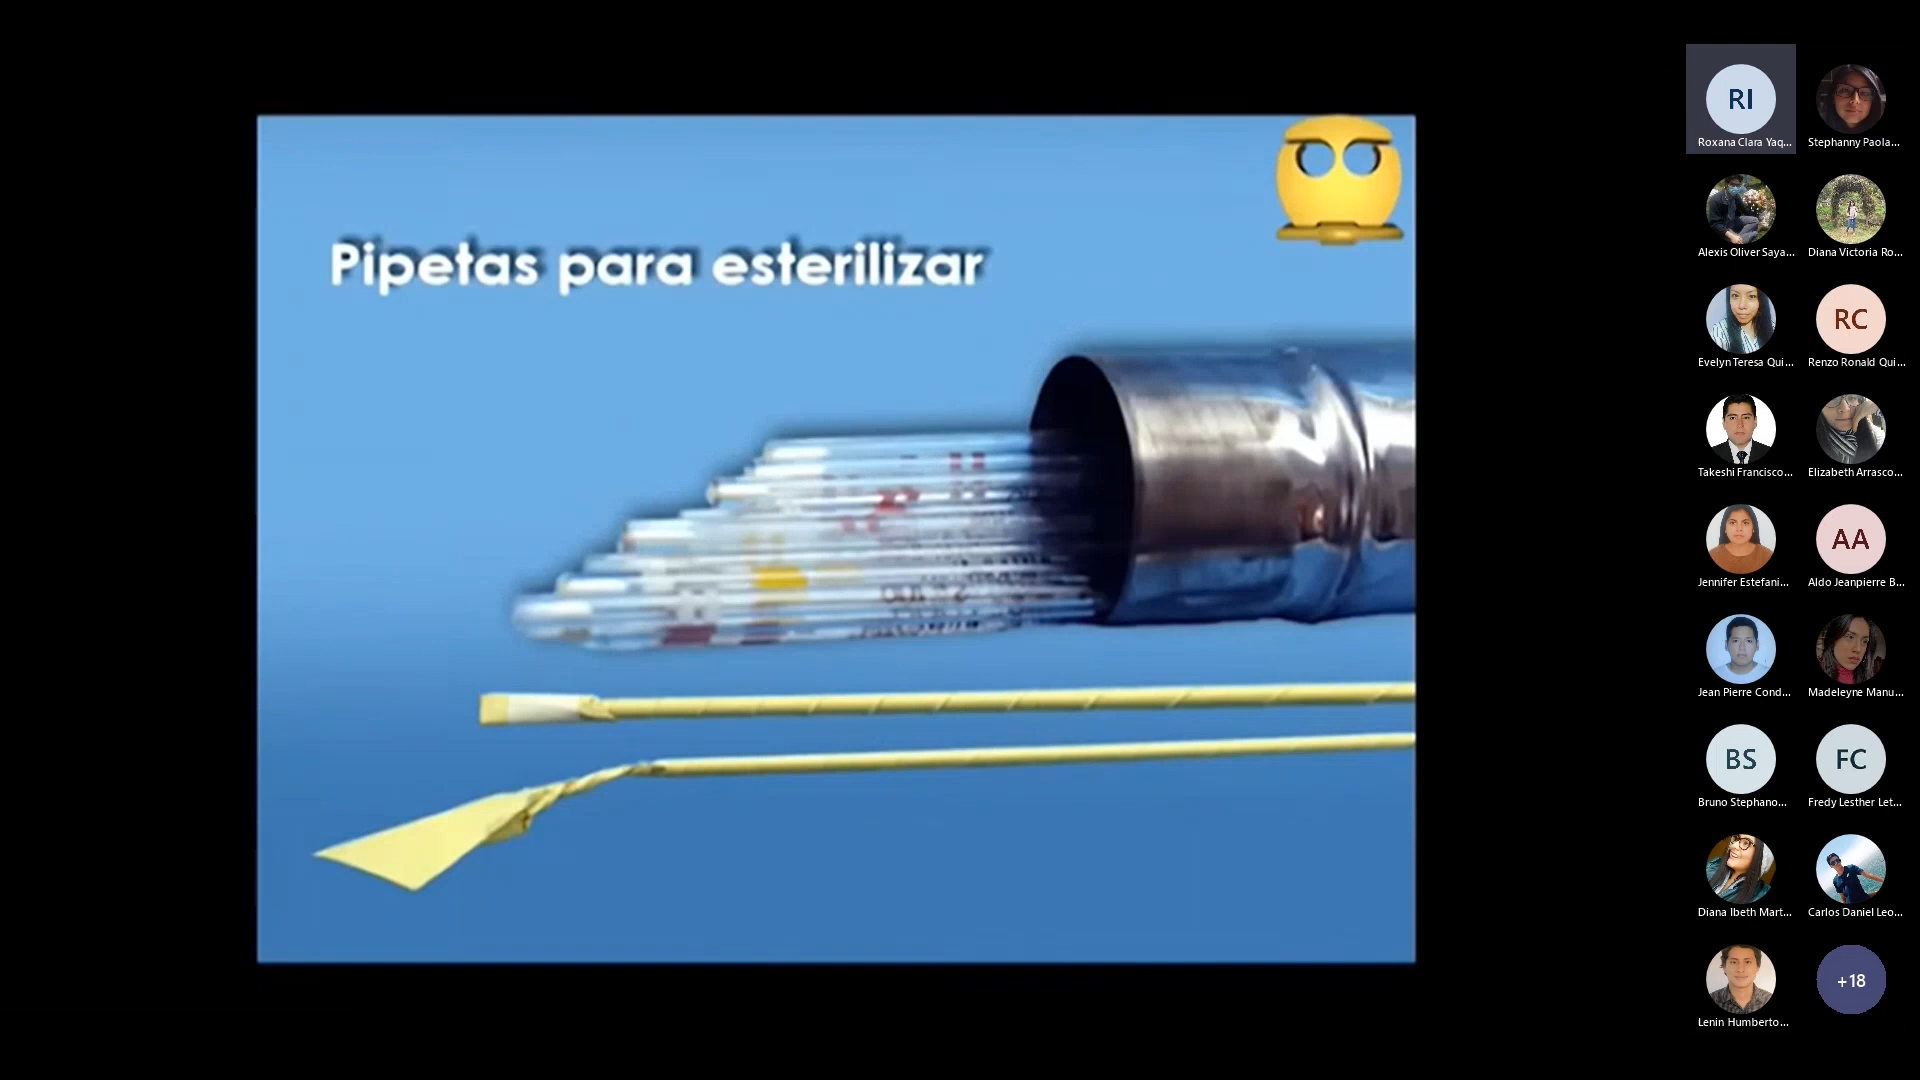 Pipetas para esterilizar
RI
Roxana Clara Yaq...
Stephanny Paola...
Alexis Oliver Saya...
Diana Victoria Ro...
Evelyn Teresa Qui...
RC
Renzo Ronald Qui...
Takeshi Francisco...
Elizabeth Arrasco...
Jennifer Estefani...
AA
Aldo Jeanpierre B...
Jean Pierre Cond...
Madeleyne Manu...
BS
Bruno Stephano...
FC
Fredy Lesther Let...
Diana Ibeth Mart...
Carlos Daniel Leo...
Lenin Humberto...
+18